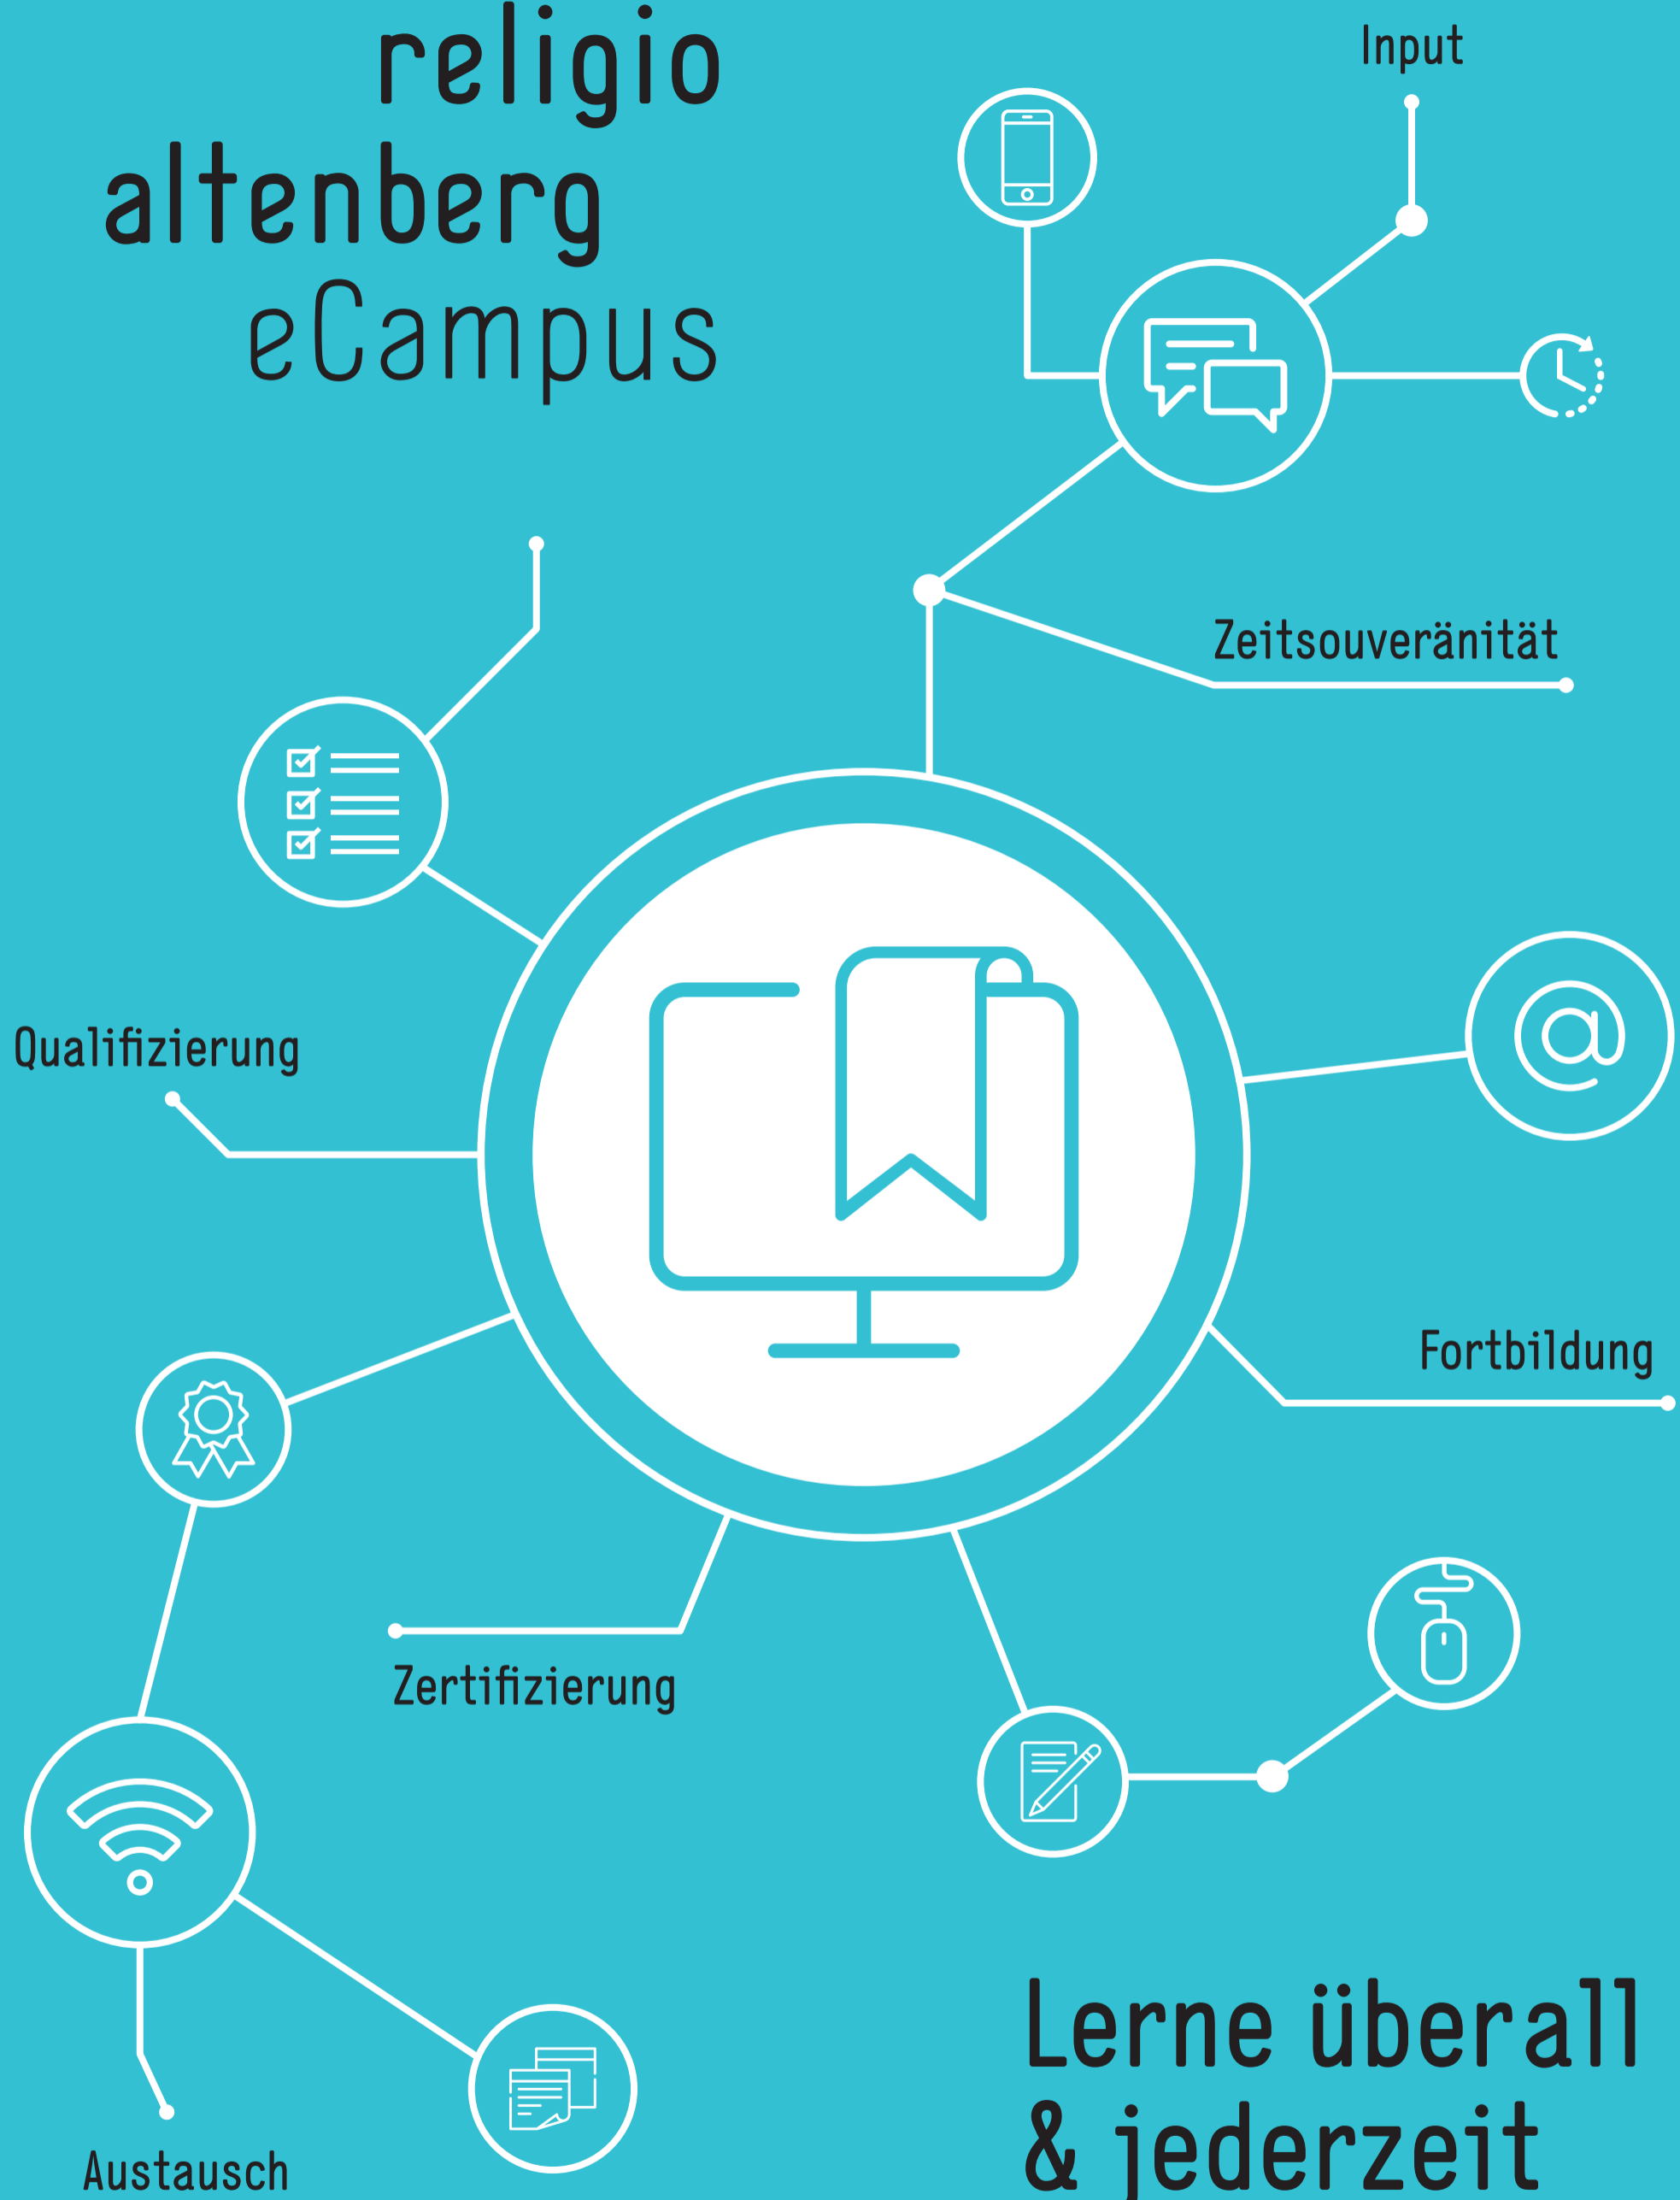 religio
altenberg
eCampus
Input
Zeitsouveränität
Qualifizierung
Fortbildung
Zertifizierung
Lerne überall
& jederzeit
Austausch